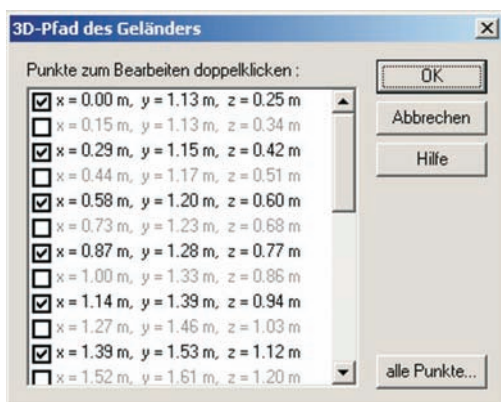 3D-Pfad des Geländers
Punkte zum Bearbeiten doppelklicken :
x = 0.00 m, y = 1.13 m, z = 0.25 m
x = 0.15 m, y = 1.13 m, z = 0.34 m
x = 0.29 m, y = 1.15 m, z = 0.42 m
x = 0.44 m, y = 1.17 m, z = 0.51 m
x = 0.58 m, y = 1.20 m, z = 0.60 m
x = 0.73 m, y = 1.23 m, z = 0.68 m
x = 0.87 m, y = 1.28 m, z = 0.77 m
x = 1.00 m, y = 1.33 m, z = 0.86 m
x = 1.14 m, y = 1.39 m, z = 0.94 m
x = 1.27 m, y = 1.46 m, z = 1.03 m
x = 1.39 m, y = 1.53 m, z = 1.12 m
x = 1.52 m, y = 1.61 m, z = 1.20 m
OK
Abbrechen
Hilfe
alle Punkte...